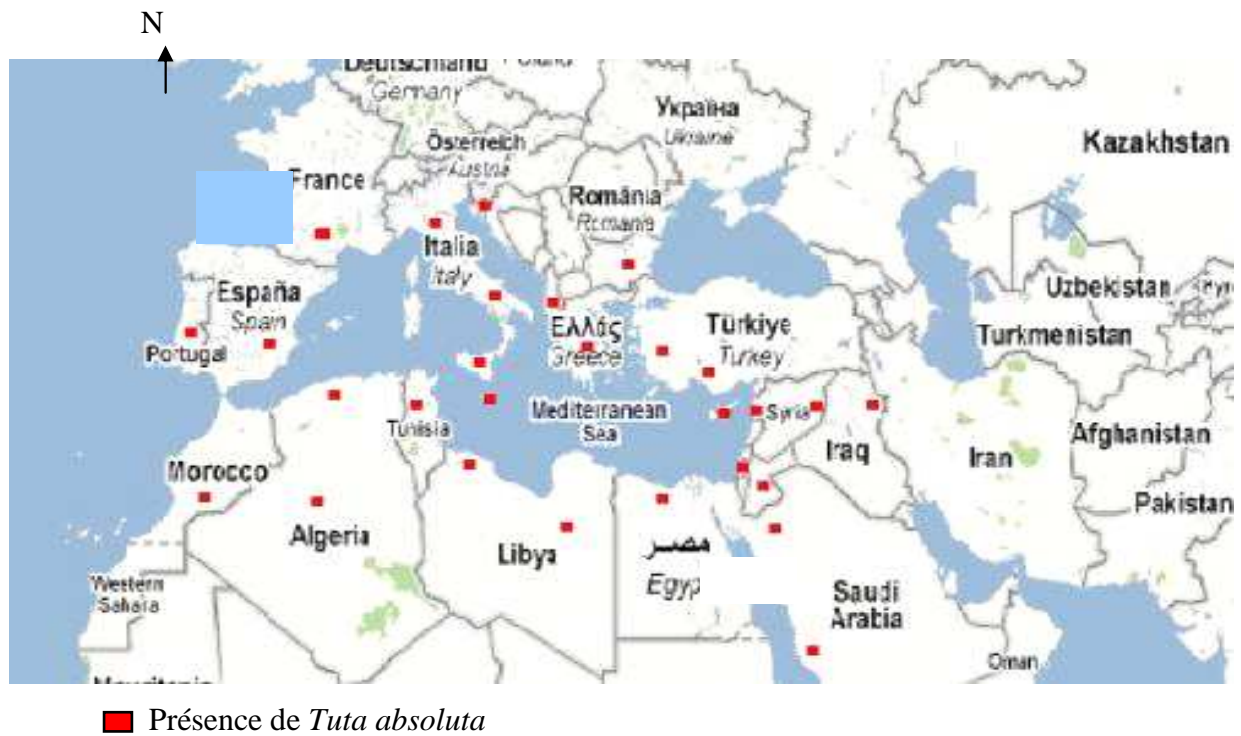 N
Deutschland
Germany
Україна
Ukraine
Österreich
Austria
Kazakhstan
France
România
Romania
Italia
Italy
Uzbekistan
España
Spain
Ελλάς
Greece
Türkiye
Turkey
Turkmenistan
Portugal
Mediterranean
Sea
Syria
Tunisia
Afghanistan
Iraq
Iran
Morocco
Pakistan
Algeria
Libya
مصر
Egyp
Western
Sahara
Saudi
Arabia
Oman
Présence de Tuta absoluta